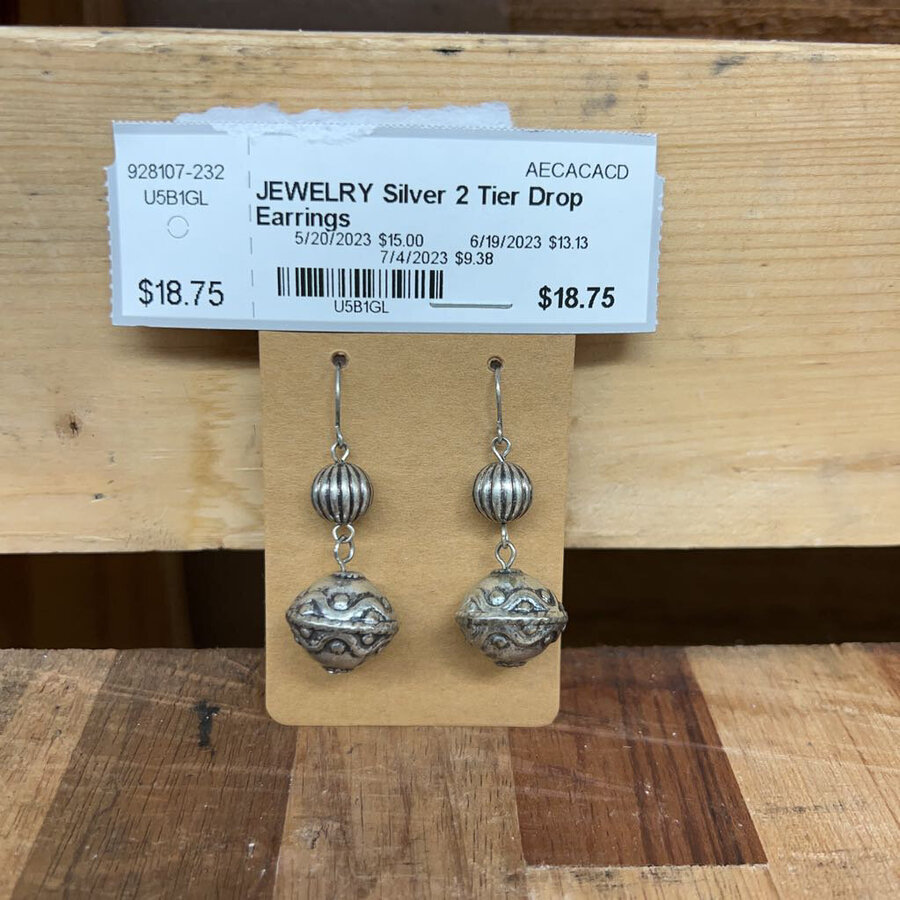 928107-232
U5B1GL
$18.75
AECACACD
JEWELRY Silver 2 Tier Drop
Earrings
5/20/2023 $15.00 6/19/2023 $13.13
7/4/2023 $9.38
U5B1GL
$18.75